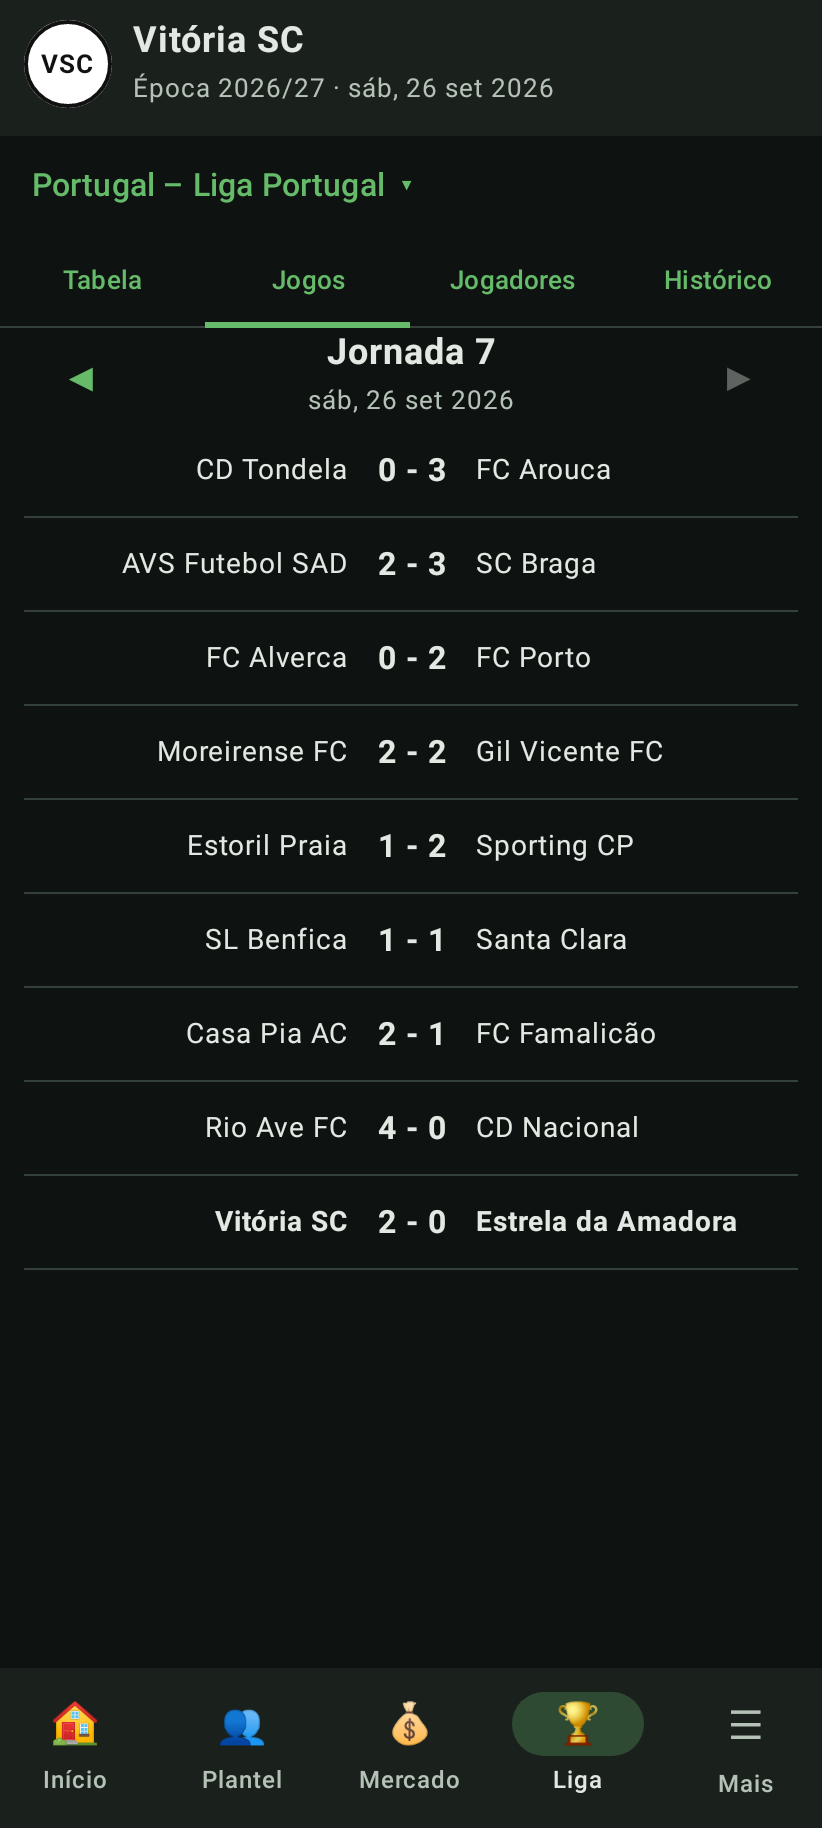 VSC
Vitória SC
Época 2026/27 · sáb, 26 set 2026
Portugal – Liga Portugal ▾
Tabela Jogos Jogadores Histórico
◀ Jornada 7 ▶
sáb, 26 set 2026
CD Tondela 0 - 3 FC Arouca
AVS Futebol SAD 2 - 3 SC Braga
FC Alverca 0 - 2 FC Porto
Moreirense FC 2 - 2 Gil Vicente FC
Estoril Praia 1 - 2 Sporting CP
SL Benfica 1 - 1 Santa Clara
Casa Pia AC 2 - 1 FC Famalicão
Rio Ave FC 4 - 0 CD Nacional
Vitória SC 2 - 0 Estrela da Amadora
Início Plantel Mercado Liga Mais